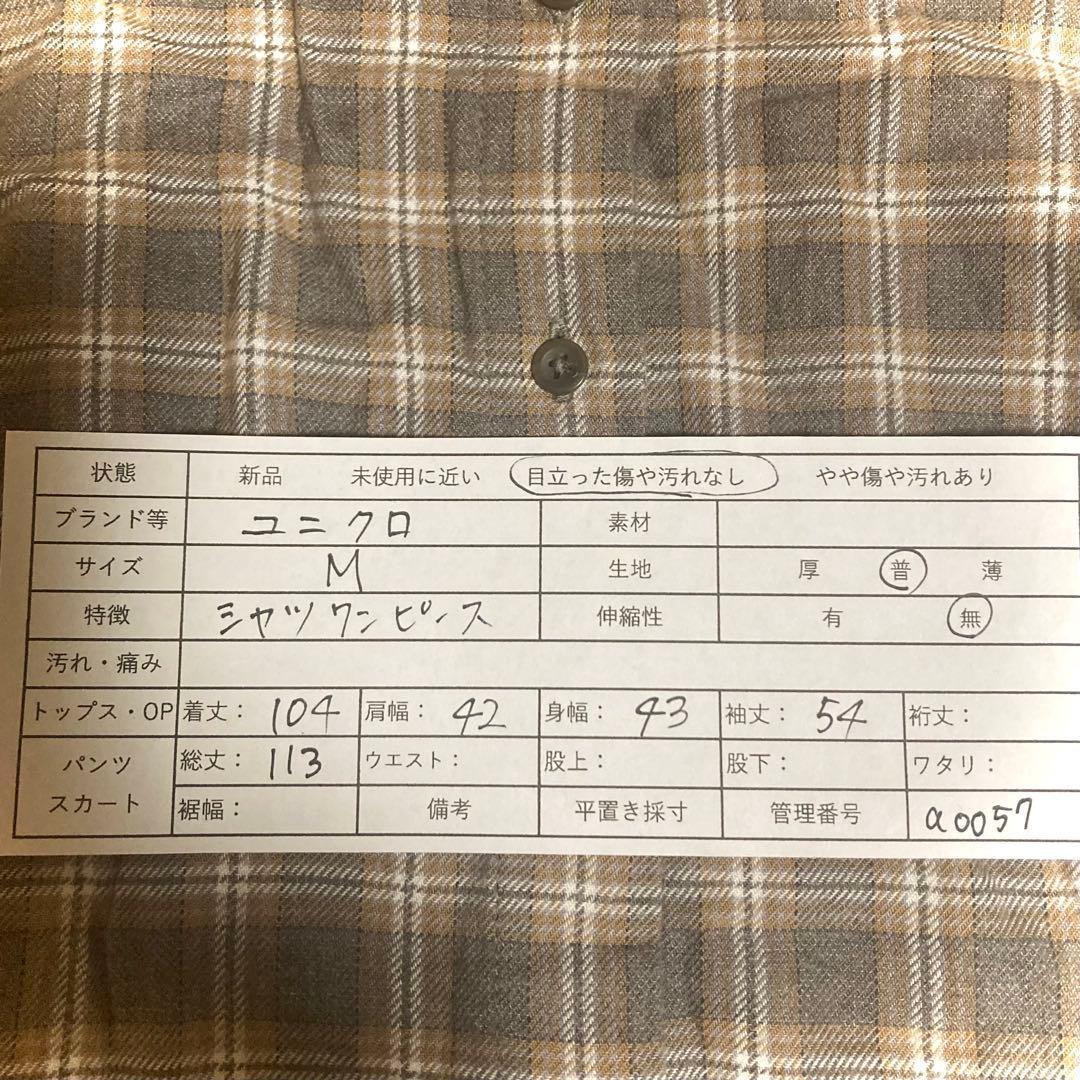 状態 新品 未使用に近い 目立った傷や汚れなし やや傷や汚れあり
ブランド等 ユニクロ 素材
サイズ M 生地 厚 普 薄
特徴 シャツワンピース 伸縮性 有 無
汚れ・痛み
トップス・OP 着丈: 104 肩幅: 42 身幅: 43 袖丈: 54 裄丈:
パンツ 総丈: 113 ウエスト: 股上: 股下: ワタリ:
スカート 裾幅: 備考 平置き採寸 管理番号 a0057